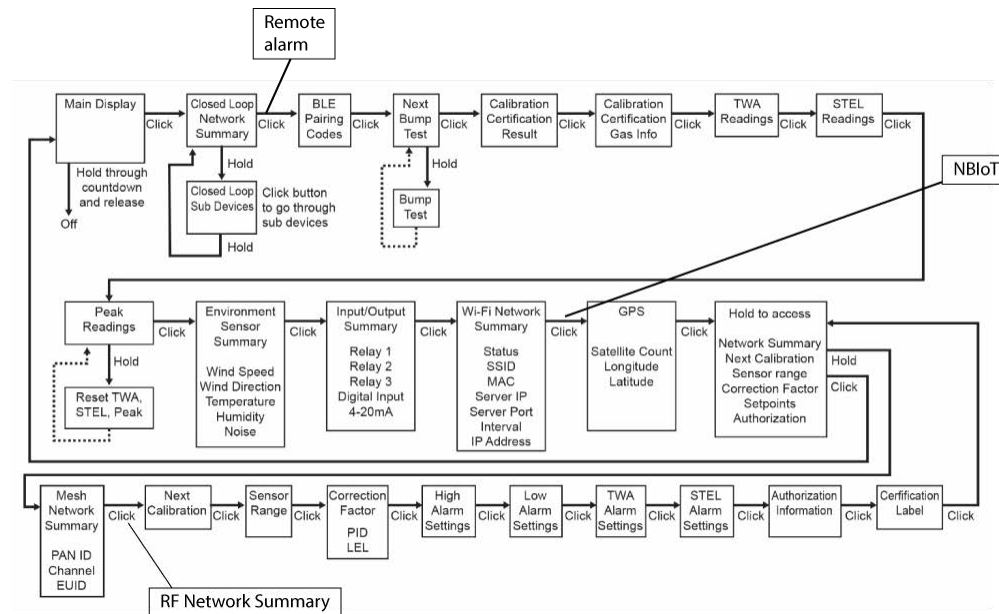 Remote
alarm
Main Display
Click
Closed Loop
Network
Summary
Click
BLE
Pairing
Codes
Click
Next
Bump
Test
Click
Calibration
Certification
Result
Click
Calibration
Certification
Gas Info
Click
TWA
Readings
Click
STEL
Readings
Click
Hold through
countdown
and release
Off
Hold
Closed Loop
Sub Devices
Click button
to go through
sub devices
Hold
Hold
Bump
Test
NBIoT
Peak
Readings
Click
Hold
Reset TWA,
STEL, Peak
Environment
Sensor
Summary
Wind Speed
Wind Direction
Temperature
Humidity
Noise
Click
Input/Output
Summary
Relay 1
Relay 2
Relay 3
Digital Input
4-20mA
Click
Wi-Fi Network
Summary
Status
SSID
MAC
Server IP
Server Port
Interval
IP Address
Click
GPS
Satellite Count
Longitude
Latitude
Click
Hold to access
Network Summary
Next Calibration
Sensor range
Correction Factor
Setpoints
Authorization
Hold
Click
Mesh
Network
Summary
PAN ID
Channel
EUID
Click
Next
Calibration
Click
Sensor
Range
Click
Correction
Factor
PID
LEL
Click
High
Alarm
Settings
Click
Low
Alarm
Settings
Click
TWA
Alarm
Settings
Click
STEL
Alarm
Settings
Click
Authorization
Information
Click
Cerfification
Label
Click
RF Network Summary